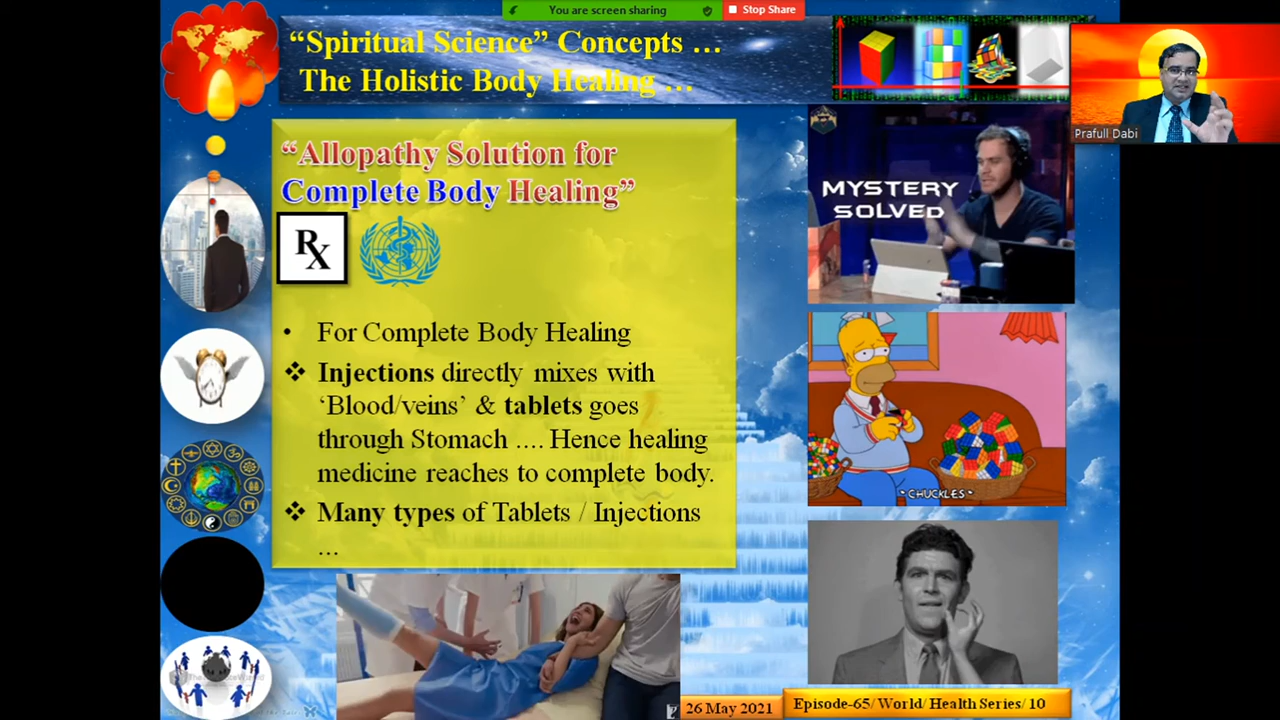 You are screen sharing
Stop Share
“Spiritual Science” Concepts …
The Holistic Body Healing …
Prafull Dabi
“Allopathy Solution for
Complete Body Healing”
Rx
MYSTERY
SOLVED
• For Complete Body Healing
❖ Injections directly mixes with
‘Blood/veins’ & tablets goes
through Stomach …. Hence healing
medicine reaches to complete body.
❖ Many types of Tablets / Injections
…
*CHUCKLES*
26 May 2021
Episode-65/ World/ Health Series/ 10